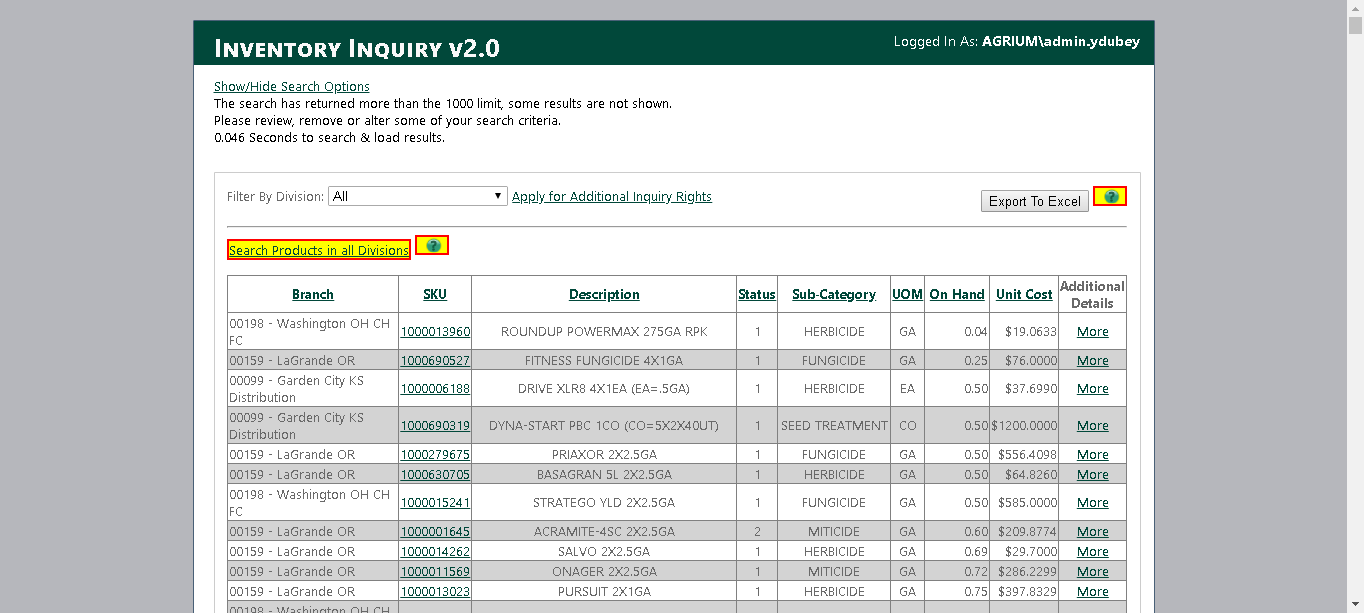 INVENTORY INQUIRY V2.0
Logged In As: AGRIUM\admin.ydubey
Show/Hide Search Options
The search has returned more than the 1000 limit, some results are not shown.
Please review, remove or alter some of your search criteria.
0.046 Seconds to search & load results.
Filter By Division: All Apply for Additional Inquiry Rights Export To Excel ?
Search Products in all Divisions ?
Branch SKU Description Status Sub-Category UOM On Hand Unit Cost Additional Details
00198 - Washington OH CH FC 1000013960 ROUNDUP POWERMAX 275GA RPK 1 HERBICIDE GA 0.04 $19.0633 More
00159 - LaGrande OR 1000690527 FITNESS FUNGICIDE 4X1GA 1 FUNGICIDE GA 0.25 $76.0000 More
00099 - Garden City KS Distribution 1000006188 DRIVE XLR8 4X1EA (EA=.5GA) 1 HERBICIDE EA 0.50 $37.6990 More
00099 - Garden City KS Distribution 1000690319 DYNA-START PBC 1CO (CO=5X2X40UT) 1 SEED TREATMENT CO 0.50 $1200.0000 More
00159 - LaGrande OR 1000279675 PRIAXOR 2X2.5GA 1 FUNGICIDE GA 0.50 $556.4098 More
00159 - LaGrande OR 1000630705 BASAGRAN 5L 2X2.5GA 1 HERBICIDE GA 0.50 $64.8260 More
00198 - Washington OH CH FC 1000015241 STRATEGO YLD 2X2.5GA 1 FUNGICIDE GA 0.50 $585.0000 More
00159 - LaGrande OR 1000001645 ACRAMITE-4SC 2X2.5GA 2 MITICIDE GA 0.60 $209.8774 More
00159 - LaGrande OR 1000014262 SALVO 2X2.5GA 1 HERBICIDE GA 0.69 $29.7000 More
00159 - LaGrande OR 1000011569 ONAGER 2X2.5GA 1 MITICIDE GA 0.72 $286.2299 More
00159 - LaGrande OR 1000013023 PURSUIT 2X1GA 1 HERBICIDE GA 0.75 $397.8329 More
00198 - Washington OH CH